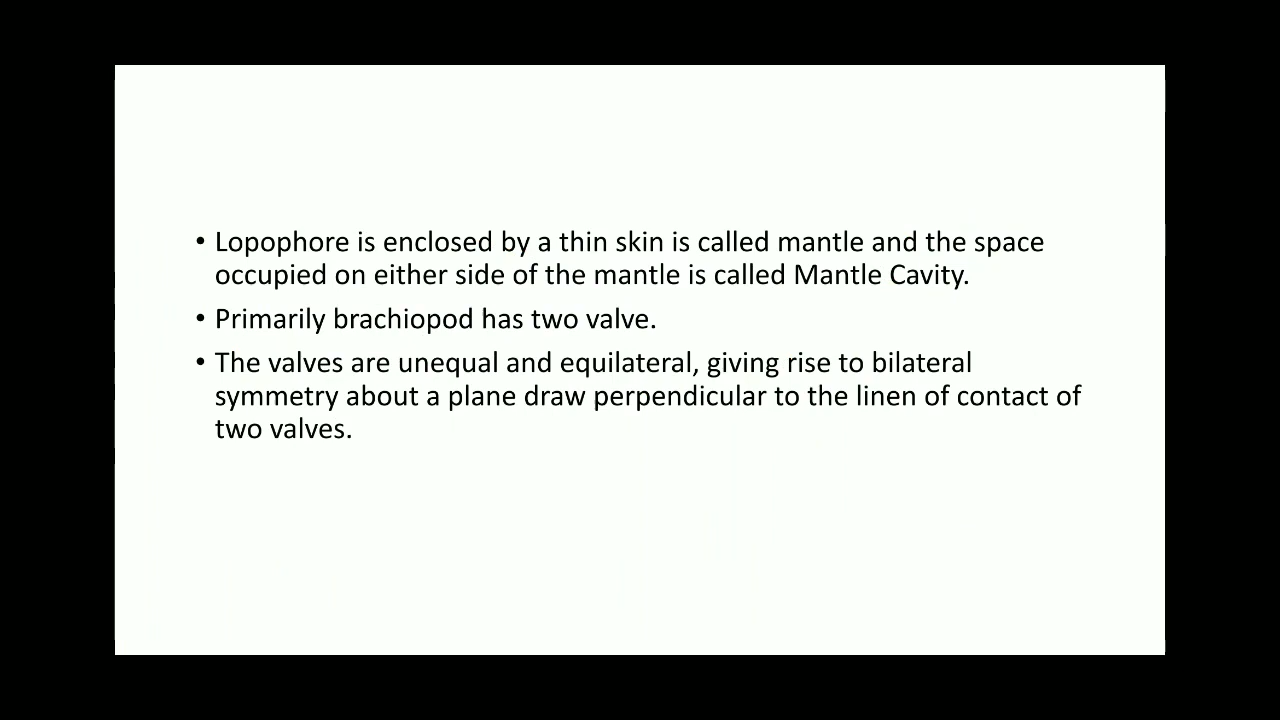 • Lopophore is enclosed by a thin skin is called mantle and the space
occupied on either side of the mantle is called Mantle Cavity.
• Primarily brachiopod has two valve.
• The valves are unequal and equilateral, giving rise to bilateral
symmetry about a plane draw perpendicular to the linen of contact of
two valves.